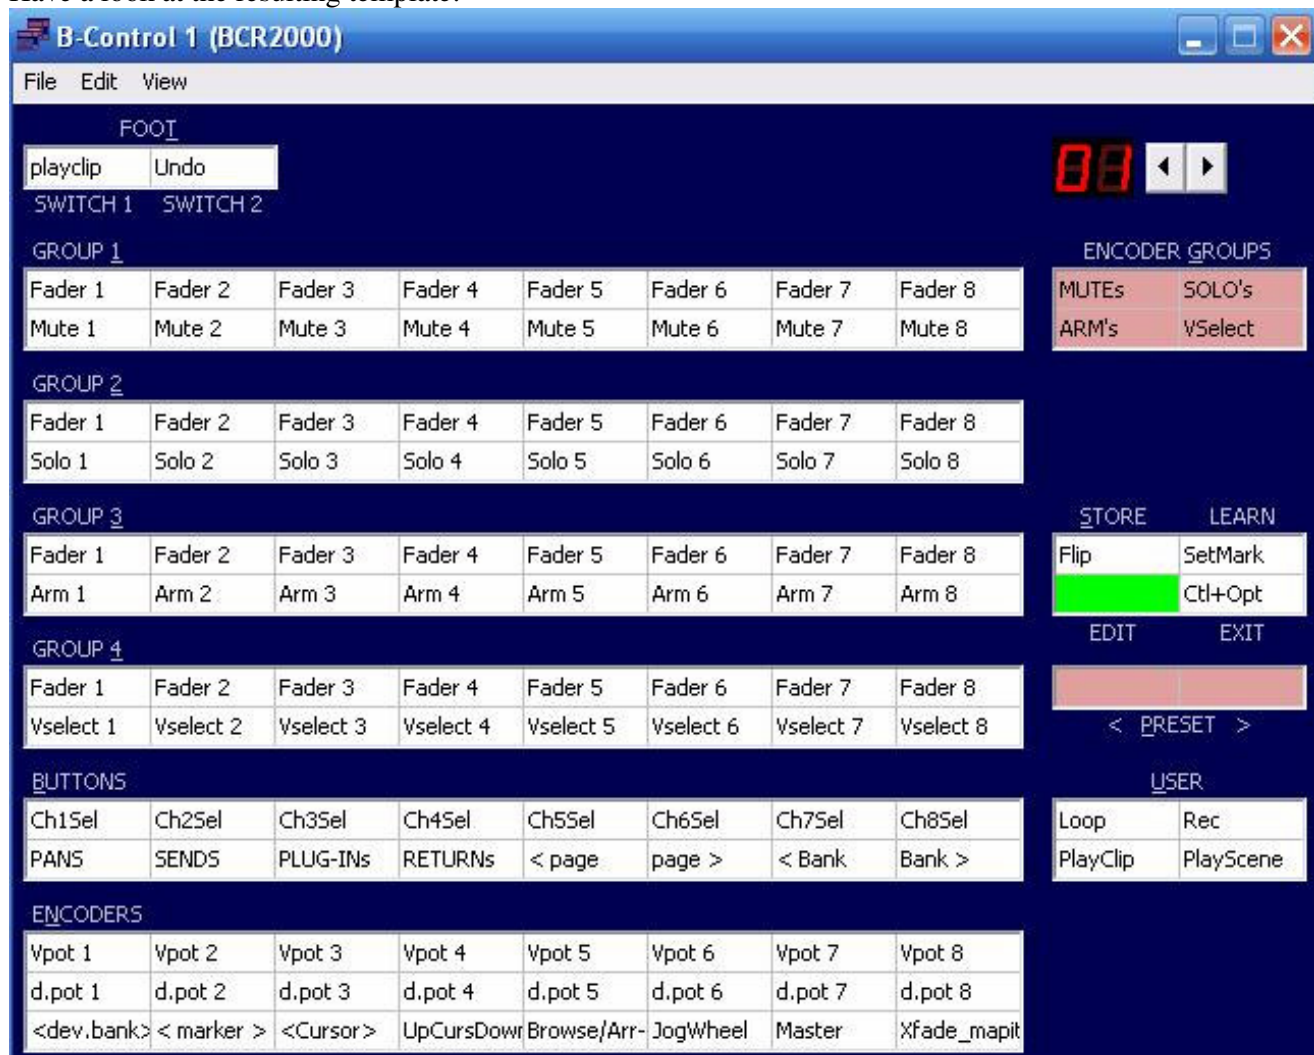 Have a look at the resulting template:
B-Control 1 (BCR2000)
File Edit View
FOOT
playclip Undo
SWITCH 1 SWITCH 2
01
GROUP 1 ENCODER GROUPS
Fader 1 Fader 2 Fader 3 Fader 4 Fader 5 Fader 6 Fader 7 Fader 8 MUTEs SOLO's
Mute 1 Mute 2 Mute 3 Mute 4 Mute 5 Mute 6 Mute 7 Mute 8 ARM's VSelect
GROUP 2
Fader 1 Fader 2 Fader 3 Fader 4 Fader 5 Fader 6 Fader 7 Fader 8
Solo 1 Solo 2 Solo 3 Solo 4 Solo 5 Solo 6 Solo 7 Solo 8
GROUP 3 STORE LEARN
Fader 1 Fader 2 Fader 3 Fader 4 Fader 5 Fader 6 Fader 7 Fader 8 Flip SetMark
Arm 1 Arm 2 Arm 3 Arm 4 Arm 5 Arm 6 Arm 7 Arm 8 Ctl+Opt
GROUP 4 EDIT EXIT
Fader 1 Fader 2 Fader 3 Fader 4 Fader 5 Fader 6 Fader 7 Fader 8
Vselect 1 Vselect 2 Vselect 3 Vselect 4 Vselect 5 Vselect 6 Vselect 7 Vselect 8 < PRESET >
BUTTONS USER
Ch1Sel Ch2Sel Ch3Sel Ch4Sel Ch5Sel Ch6Sel Ch7Sel Ch8Sel Loop Rec
PANS SENDS PLUG-INs RETURNs < page page > < Bank Bank > PlayClip PlayScene
ENCODERS
Vpot 1 Vpot 2 Vpot 3 Vpot 4 Vpot 5 Vpot 6 Vpot 7 Vpot 8
d.pot 1 d.pot 2 d.pot 3 d.pot 4 d.pot 5 d.pot 6 d.pot 7 d.pot 8
<dev.bank> < marker > <Cursor> UpCursDowr Browse/Arr- JogWheel Master Xfade_mapit